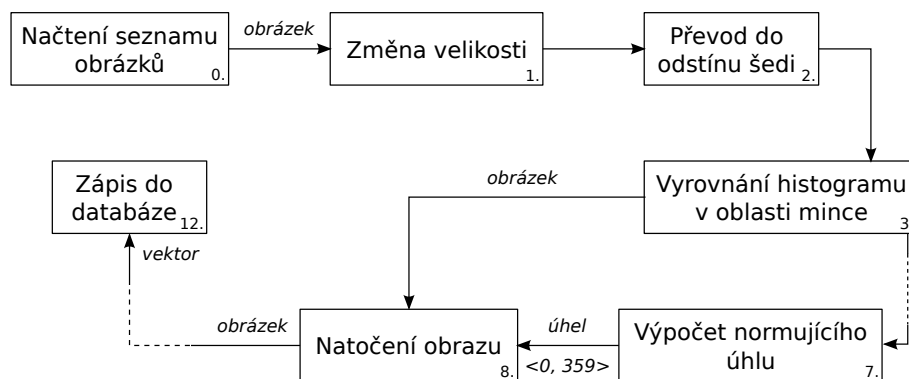 Načtení seznamu
obrázků
0.
obrázek
Změna velikosti
1.
Převod do
odstínu šedi
2.
Zápis do
databáze
12.
obrázek
Vyrovnání histogramu
v oblasti mince
3
vektor
obrázek
Natočení obrazu
8.
úhel
<0, 359>
Výpočet normujícího
úhlu
7.